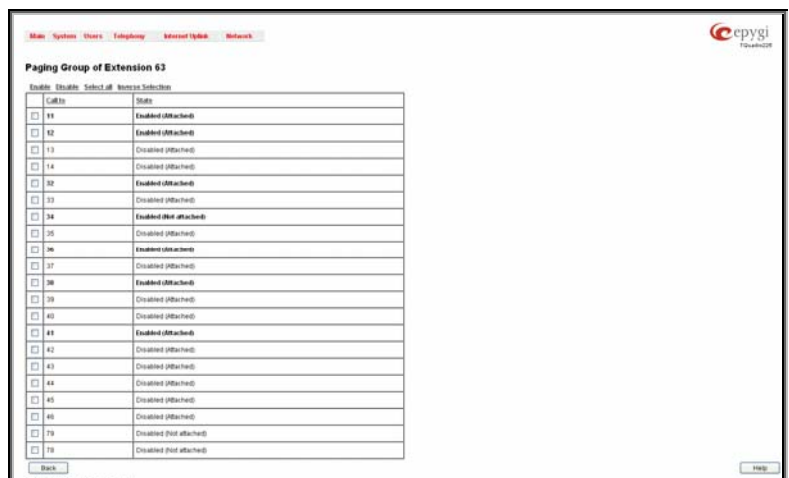 Main System Users Telephony Internet Uplink Network
epygi
Paging Group of Extension 63
Enable Disable Select all Inverse Selection
Call to State
11 Enabled (Attached)
12 Enabled (Attached)
13 Disabled (Attached)
14 Disabled (Attached)
32 Enabled (Attached)
33 Disabled (Attached)
34 Enabled (Not attached)
35 Disabled (Attached)
36 Enabled (Attached)
37 Disabled (Attached)
38 Enabled (Attached)
39 Disabled (Attached)
40 Disabled (Attached)
41 Enabled (Attached)
42 Disabled (Attached)
43 Disabled (Attached)
44 Disabled (Attached)
45 Disabled (Attached)
46 Disabled (Attached)
79 Disabled (Not attached)
78 Disabled (Not attached)
Back Help